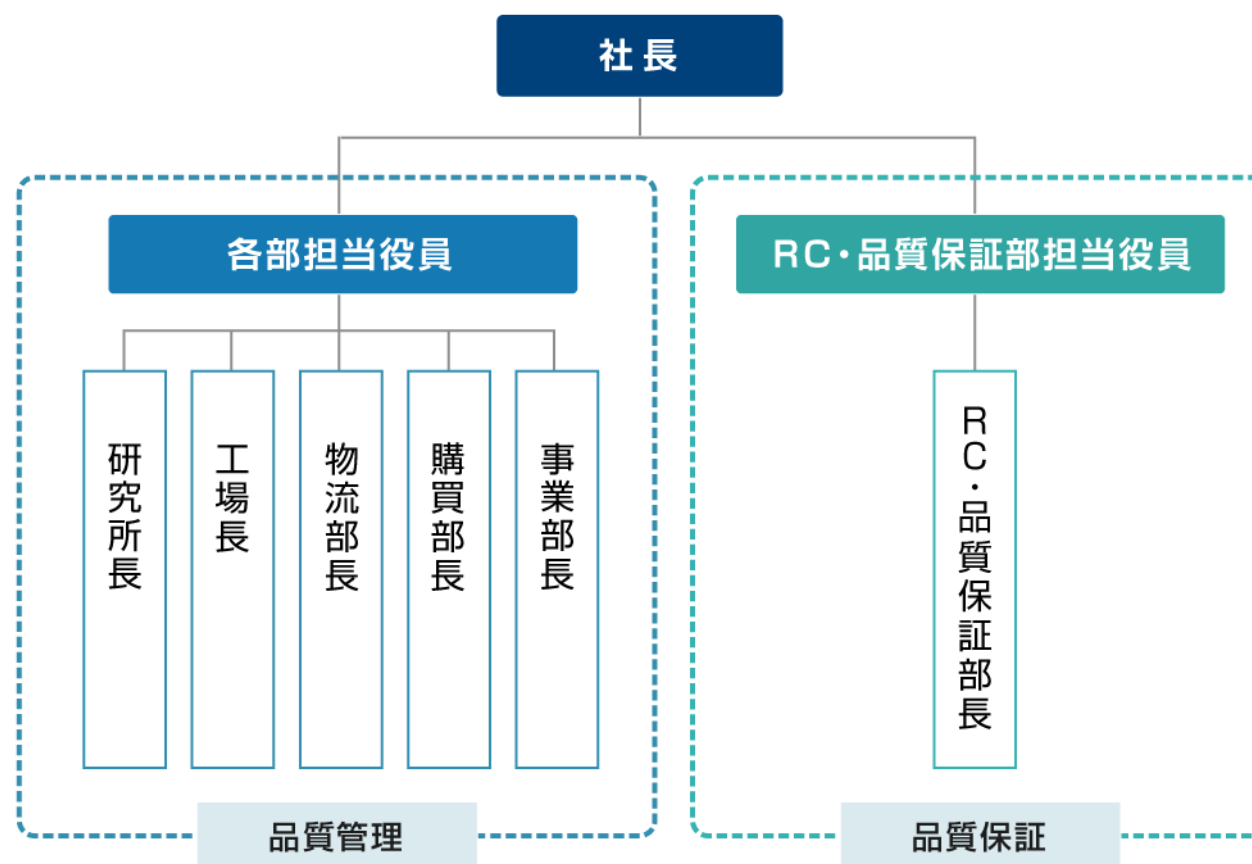 社長
各部担当役員
RC・品質保証部担当役員
研究所長
工場長
物流部長
購買部長
事業部長
RC・品質保証部長
品質管理
品質保証